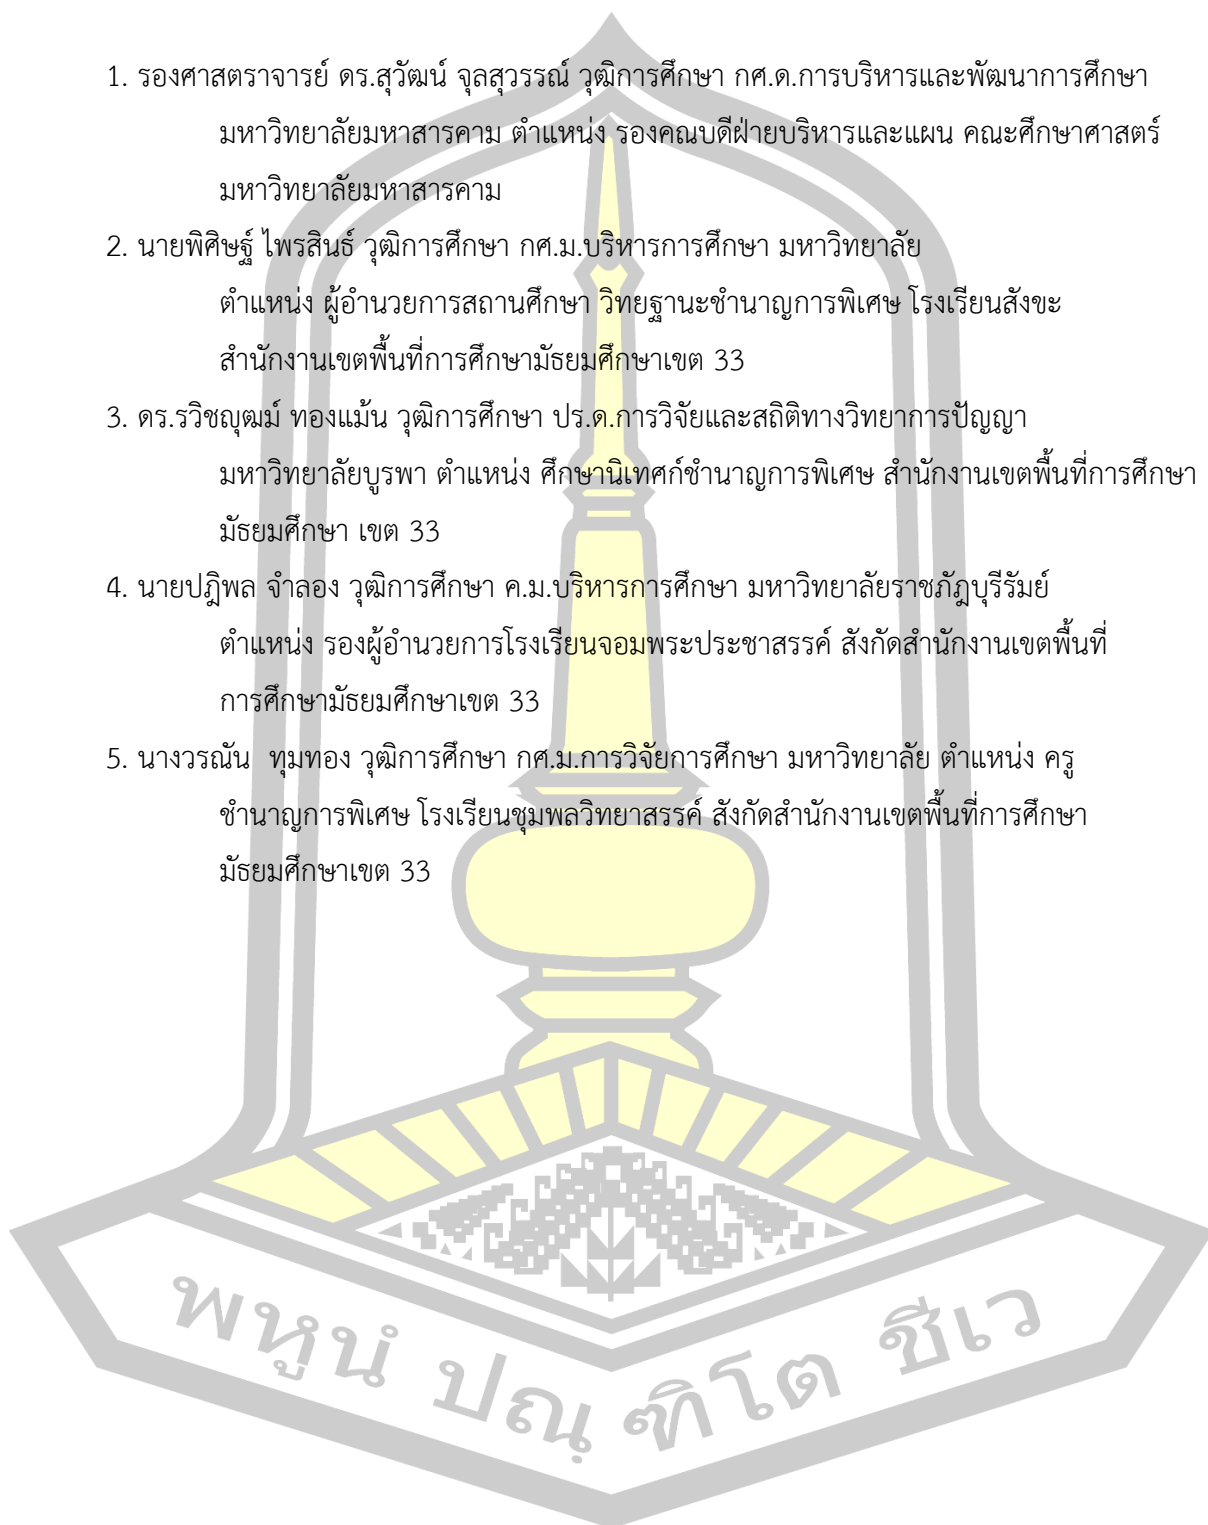 1. รองศาสตราจารย์ ดร.สุวัฒน์ จุลสุวรรณ์ วุฒิการศึกษา กศ.ด.การบริหารและพัฒนาการศึกษา
มหาวิทยาลัยมหาสารคาม ตำแหน่ง รองคณบดีฝ่ายบริหารและแผน คณะศึกษาศาสตร์
มหาวิทยาลัยมหาสารคาม
2. นายพิศิษฐ์ ไพรสินธ์ วุฒิการศึกษา กศ.ม.บริหารการศึกษา มหาวิทยาลัย
ตำแหน่ง ผู้อำนวยการสถานศึกษา วิทยฐานะชำนาญการพิเศษ โรงเรียนสังขะ
สำนักงานเขตพื้นที่การศึกษามัธยมศึกษาเขต 33
3. ดร.รวิชญุฒม์ ทองแม้น วุฒิการศึกษา ปร.ด.การวิจัยและสถิติทางวิทยาการปัญญา
มหาวิทยาลัยบูรพา ตำแหน่ง ศึกษานิเทศก์ชำนาญการพิเศษ สำนักงานเขตพื้นที่การศึกษา
มัธยมศึกษา เขต 33
4. นายปฎิพล จำลอง วุฒิการศึกษา ค.ม.บริหารการศึกษา มหาวิทยาลัยราชภัฎบุรีรัมย์
ตำแหน่ง รองผู้อำนวยการโรงเรียนจอมพระประชาสรรค์ สังกัดสำนักงานเขตพื้นที่
การศึกษามัธยมศึกษาเขต 33
5. นางวรณัน  ทุมทอง วุฒิการศึกษา กศ.ม.การวิจัยการศึกษา มหาวิทยาลัย ตำแหน่ง ครู
ชำนาญการพิเศษ โรงเรียนชุมพลวิทยาสรรค์ สังกัดสำนักงานเขตพื้นที่การศึกษา
มัธยมศึกษาเขต 33
พหูนํ ปณฺ ฑิโต ชีเว